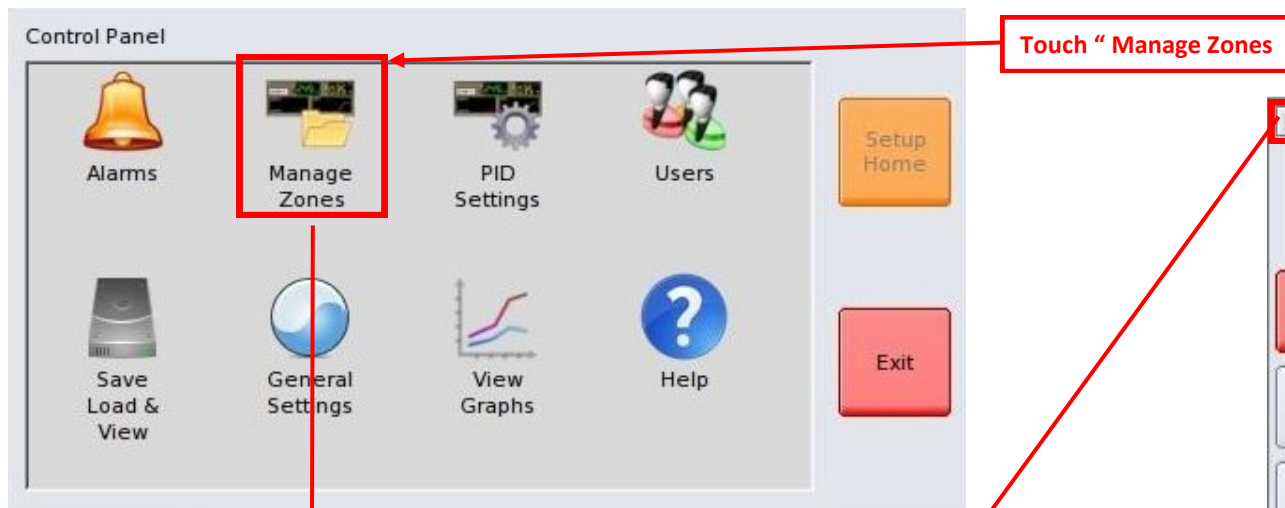 Control Panel
Touch “ Manage Zones
Alarms
Manage
Zones
PID
Settings
Users
Setup
Home
Save
Load &
View
General
Settings
View
Graphs
Help
Exit